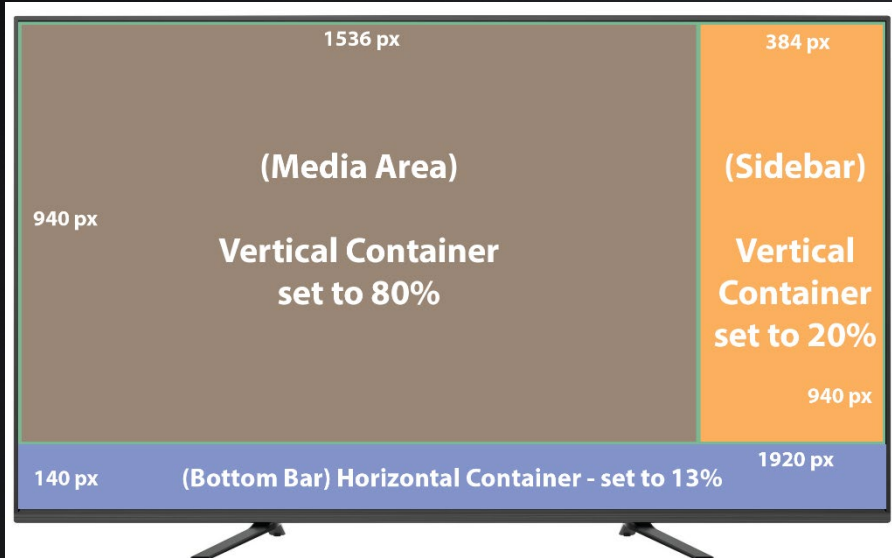 1536 px
384 px
(Media Area)
(Sidebar)
940 px
Vertical Container
set to 80%
Vertical
Container
set to 20%
940 px
140 px
(Bottom Bar) Horizontal Container - set to 13%
1920 px